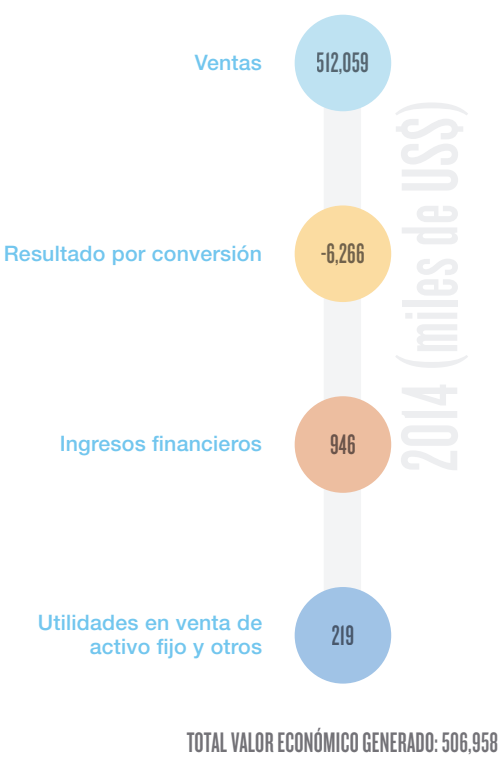 Ventas
512,059
2014 (miles de US$)
Resultado por conversión
-6,266
Ingresos financieros
946
Utilidades en venta de
activo fijo y otros
219
TOTAL VALOR ECONÓMICO GENERADO: 506,958